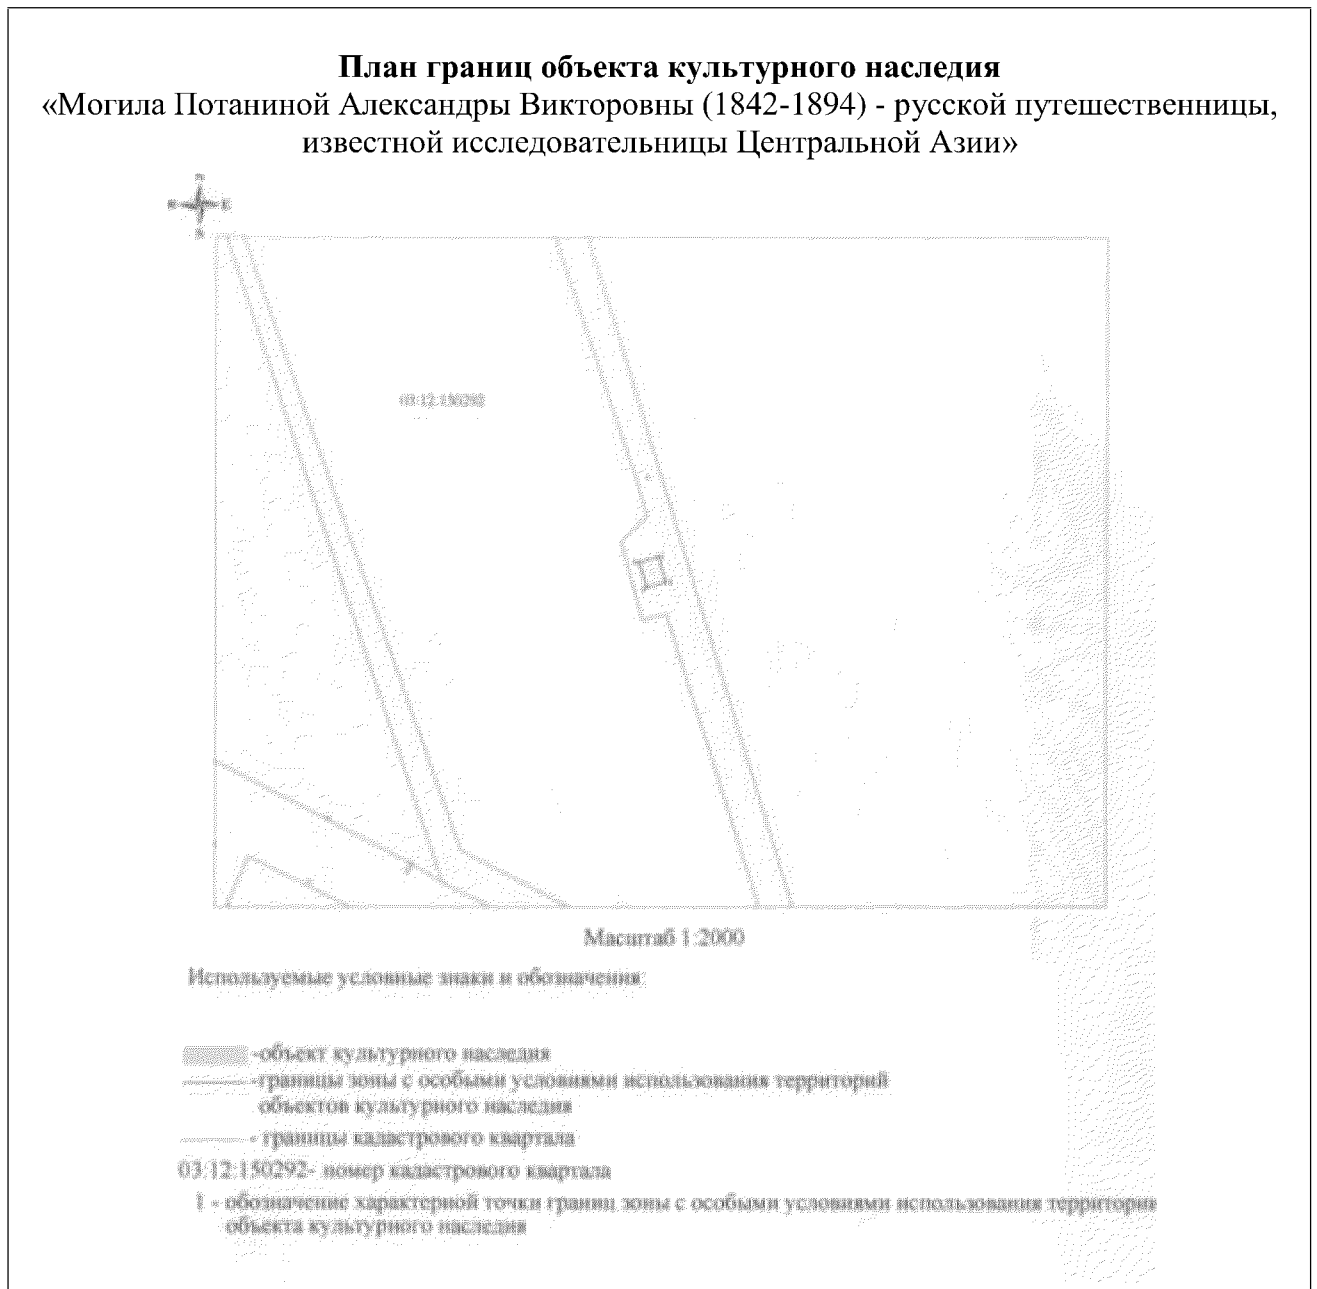 План границ объекта культурного наследия
«Могила Потаниной Александры Викторовны (1842-1894) - русской путешественницы,
известной исследовательницы Центральной Азии»
03:12:150292
Масштаб 1:2000
Используемые условные знаки и обозначения:
-объект культурного наследия
-границы зоны с особыми условиями использования территорий
объектов культурного наследия
- границы кадастрового квартала
03:12:150292- номер кадастрового квартала
1 - обозначение характерной точки границ зоны с особыми условиями использования территории
объекта культурного наследия